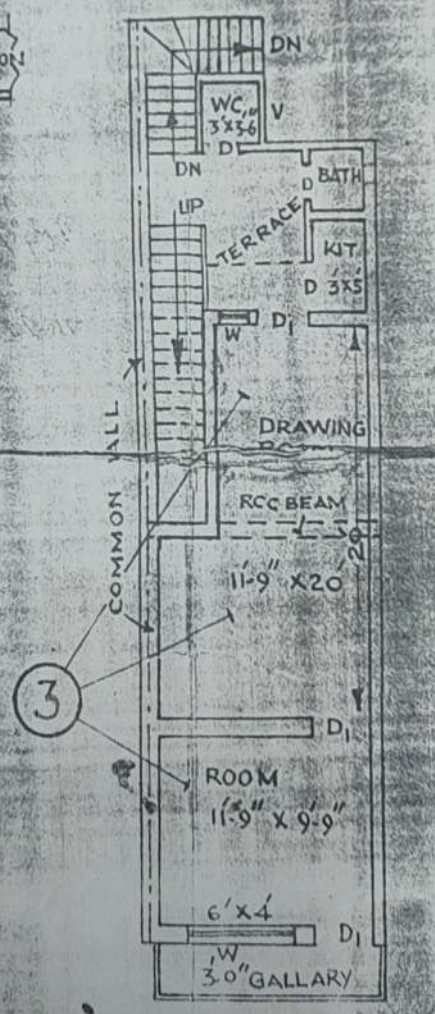 DN
WC
3'X3'-6"
V
D
DN
D
BATH
UP
TERRACE
KIT
D
3'X5'
W
D1
COMMON WALL
DRAWING
RCC BEAM
20'
11'-9" X20'
3
D1
ROOM
11'-9" X 9'-9"
6'X4'
W
D1
3'0" GALLARY